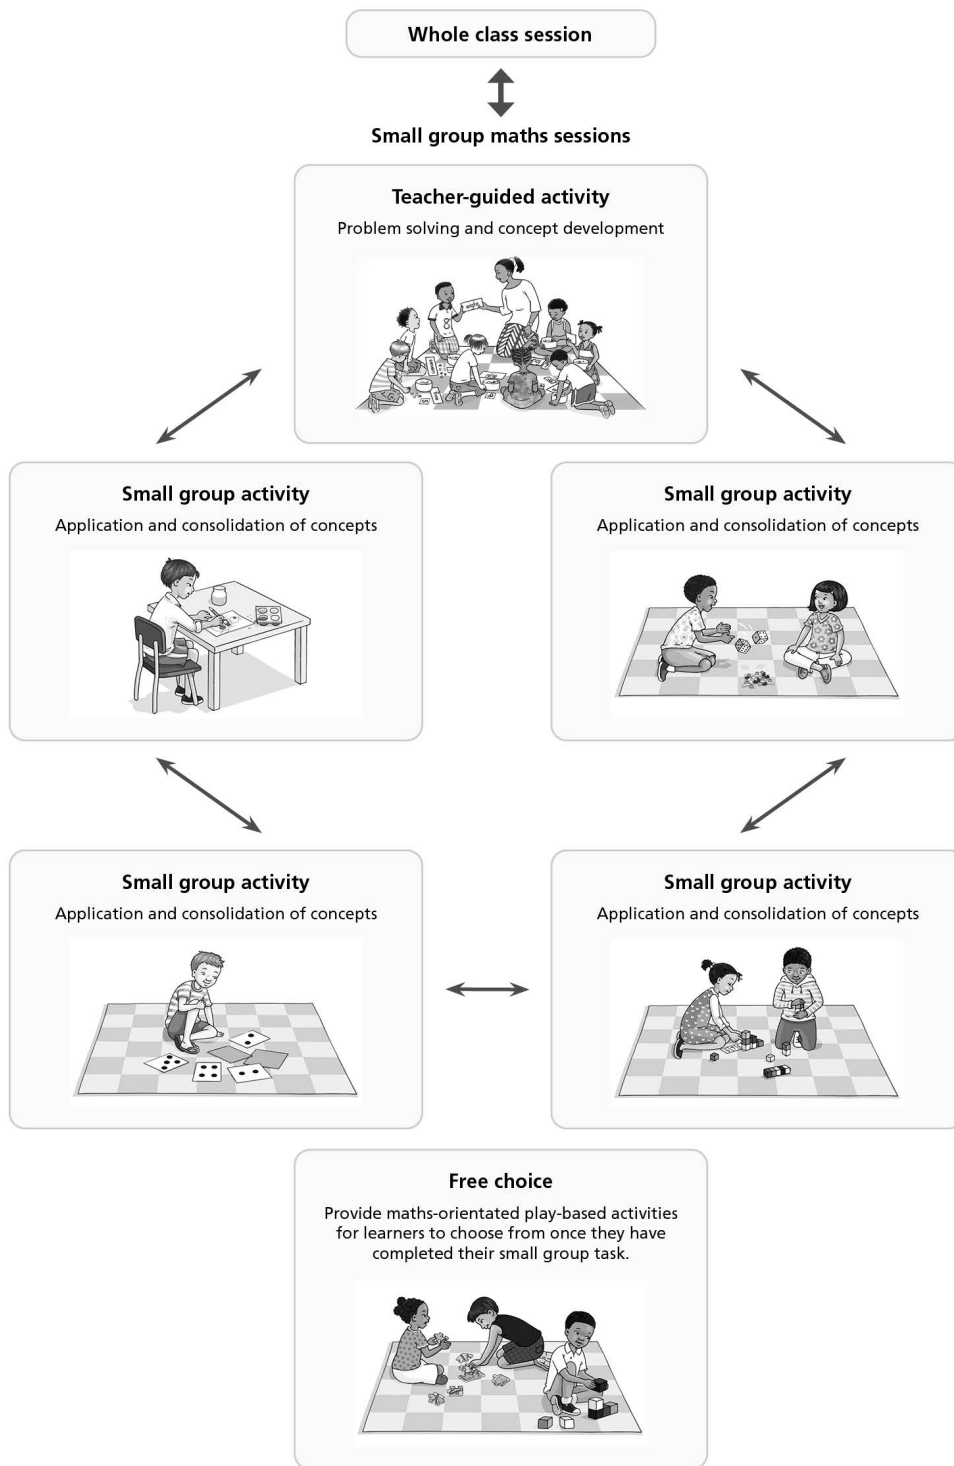 Whole class session
Small group maths sessions
Teacher-guided activity
Problem solving and concept development
Small group activity
Application and consolidation of concepts
Small group activity
Application and consolidation of concepts
Small group activity
Application and consolidation of concepts
Small group activity
Application and consolidation of concepts
Free choice
Provide maths-orientated play-based activities
for learners to choose from once they have
completed their small group task.